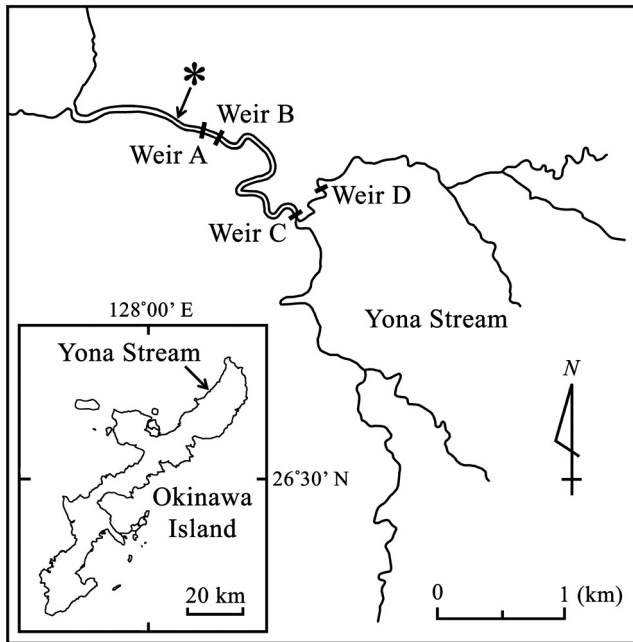 *
Weir B
Weir A
Weir D
Weir C
128°00' E
Yona Stream
Yona Stream
N
26°30' N
Okinawa
Island
20 km
0
1 (km)